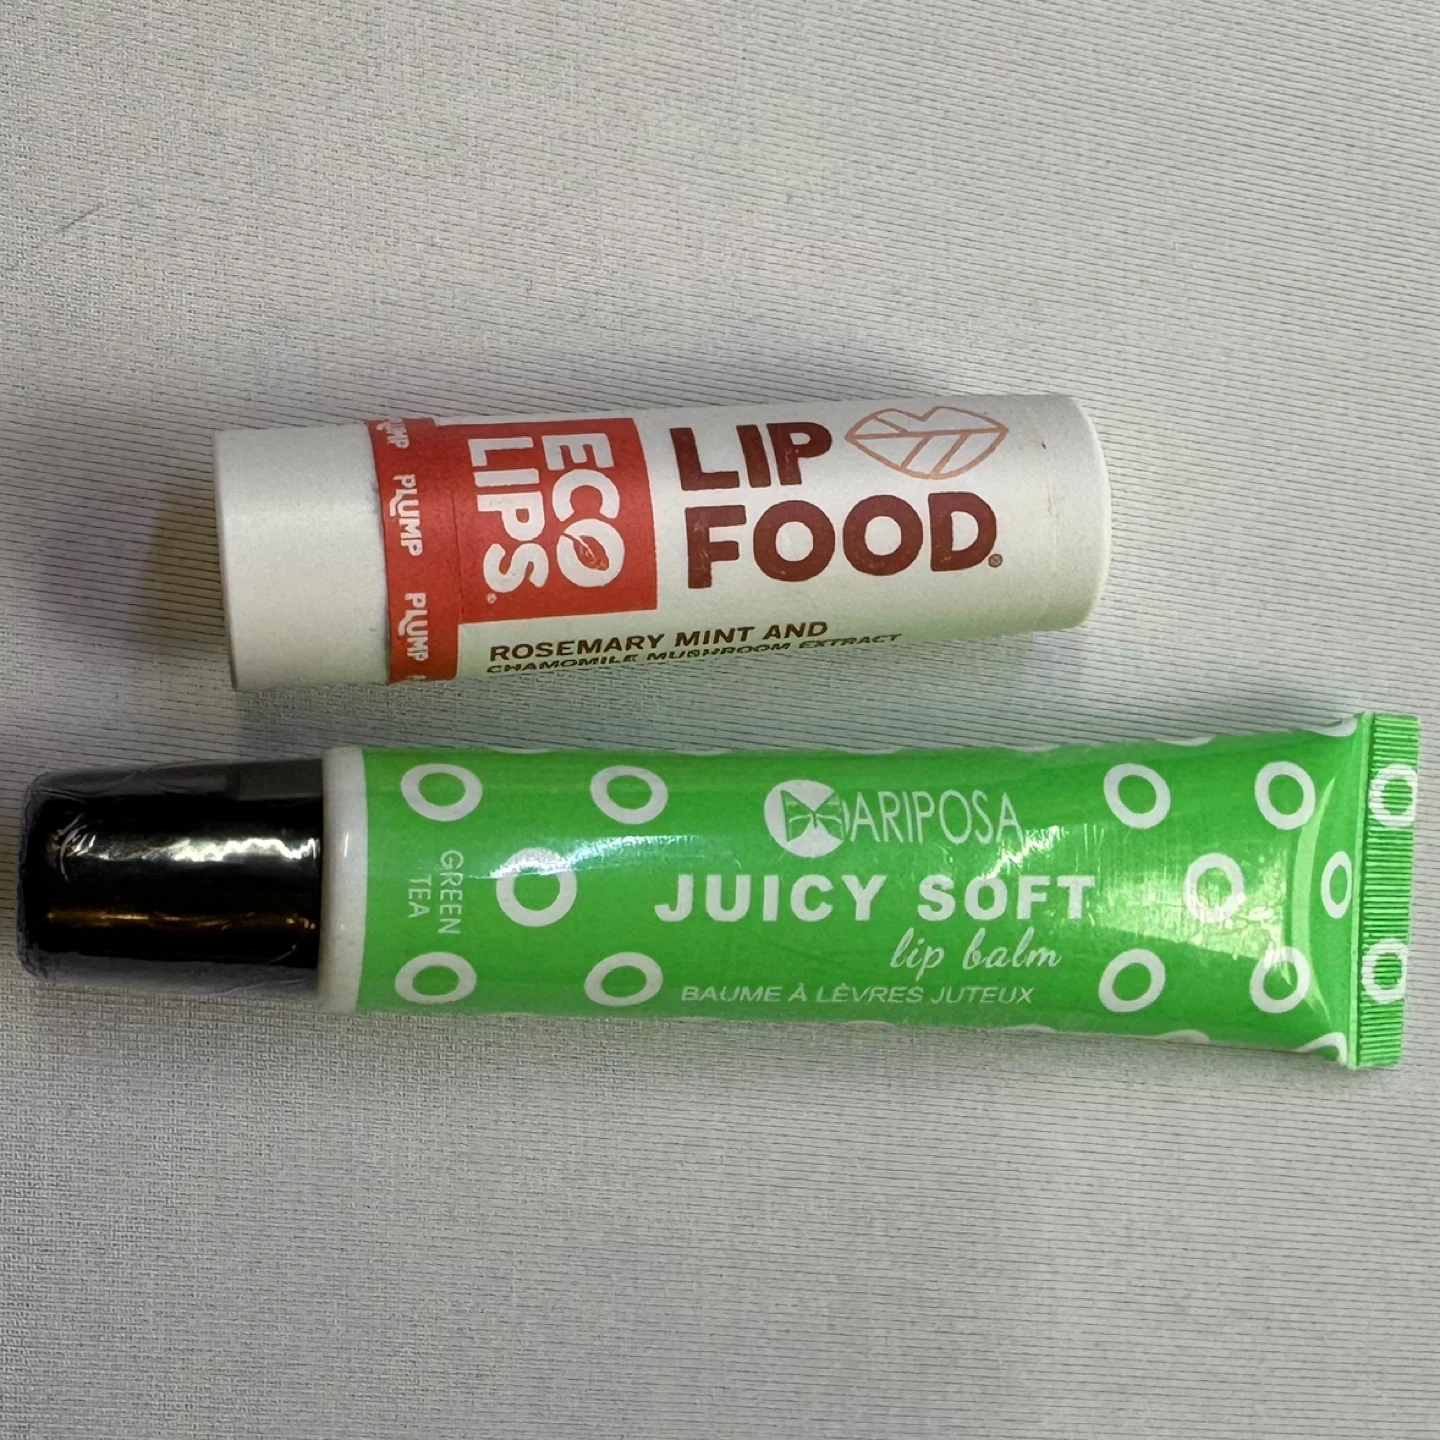 PLUMP
PLUMP
PLUMP
ECO
LIPS®
LIP
FOOD®
ROSEMARY MINT AND
CHAMOMILE MUSHROOM EXTRACT
GREEN
TEA
MARIPOSA
JUICY SOFT
lip balm
BAUME À LÈVRES JUTEUX